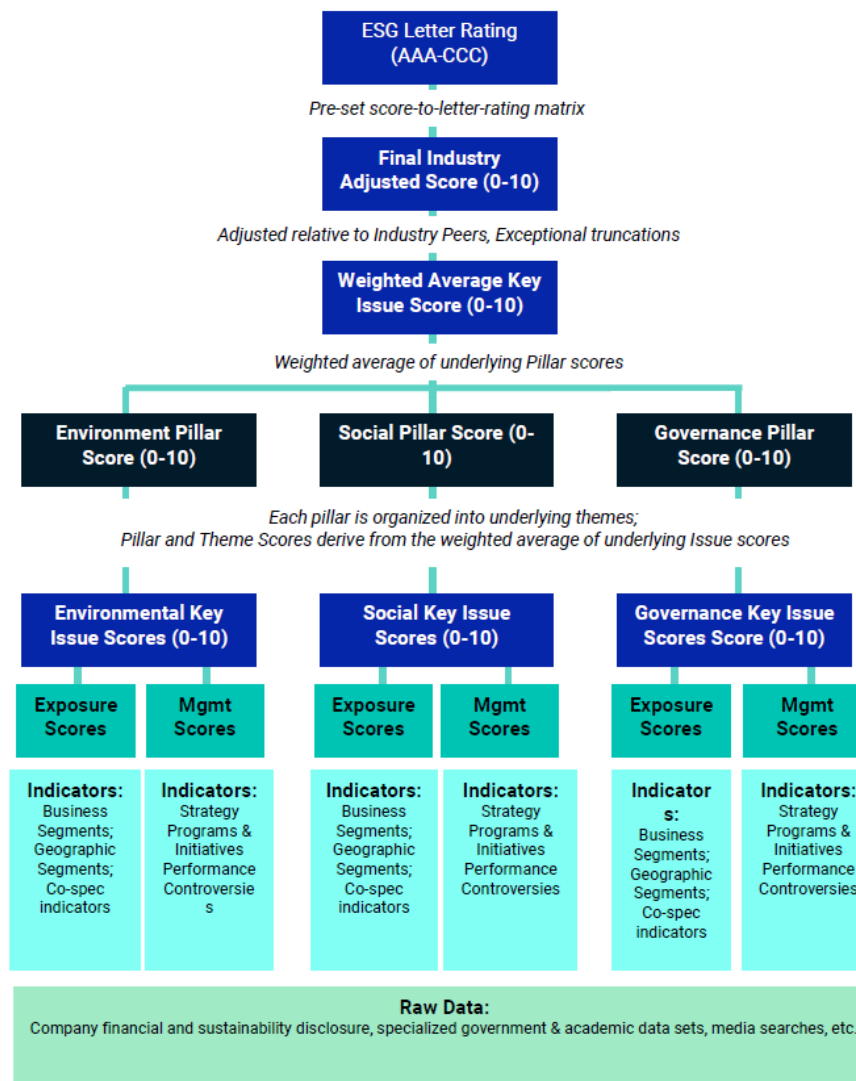 ESG Letter Rating
(AAA-CCC)
Pre-set score-to-letter-rating matrix
Final Industry
Adjusted Score (0-10)
Adjusted relative to Industry Peers, Exceptional truncations
Weighted Average Key
Issue Score (0-10)
Weighted average of underlying Pillar scores
Environment Pillar
Score (0-10)
Social Pillar Score (0-
10)
Governance Pillar
Score (0-10)
Each pillar is organized into underlying themes;
Pillar and Theme Scores derive from the weighted average of underlying Issue scores
Environmental Key
Issue Scores (0-10)
Social Key Issue
Scores (0-10)
Governance Key Issue
Scores Score (0-10)
Exposure
Scores
Mgmt
Scores
Exposure
Scores
Mgmt
Scores
Exposure
Scores
Mgmt
Scores
Indicators:
Business
Segments;
Geographic
Segments;
Co-spec
indicators
Indicators:
Strategy
Programs &
Initiatives
Performance
Controversie
s
Indicators:
Business
Segments;
Geographic
Segments;
Co-spec
indicators
Indicators:
Strategy
Programs &
Initiatives
Performance
Controversies
Indicator
s:
Business
Segments;
Geographic
Segments;
Co-spec
indicators
Indicators:
Strategy
Programs &
Initiatives
Performance
Controversies
Raw Data:
Company financial and sustainability disclosure, specialized government & academic data sets, media searches, etc.